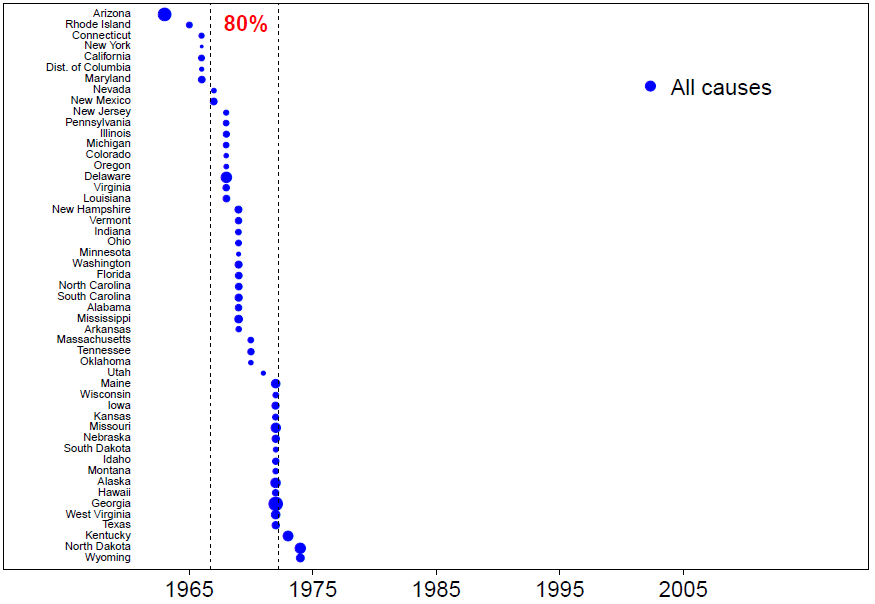 Arizona
80%
Rhode Island
Connecticut
New York
California
Dist. of Columbia
Maryland
All causes
Nevada
New Mexico
New Jersey
Pennsylvania
Illinois
Michigan
Colorado
Oregon
Delaware
Virginia
Louisiana
New Hampshire
Vermont
Indiana
Ohio
Minnesota
Washington
Florida
North Carolina
South Carolina
Alabama
Mississippi
Arkansas
Massachusetts
Tennessee
Oklahoma
Utah
Maine
Wisconsin
Iowa
Kansas
Missouri
Nebraska
South Dakota
Idaho
Montana
Alaska
Hawaii
Georgia
West Virginia
Texas
Kentucky
North Dakota
Wyoming
1965 1975 1985 1995 2005